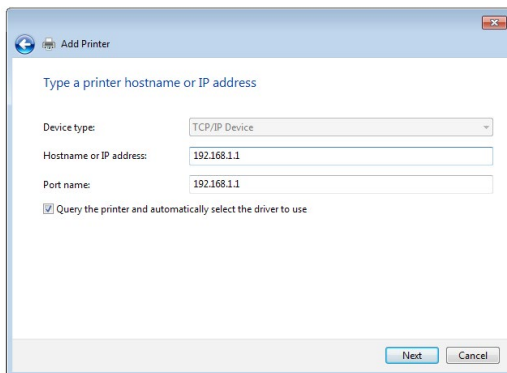 Add Printer
Type a printer hostname or IP address
Device type: TCP/IP Device
Hostname or IP address: 192.168.1.1
Port name: 192.168.1.1
Query the printer and automatically select the driver to use
Next Cancel